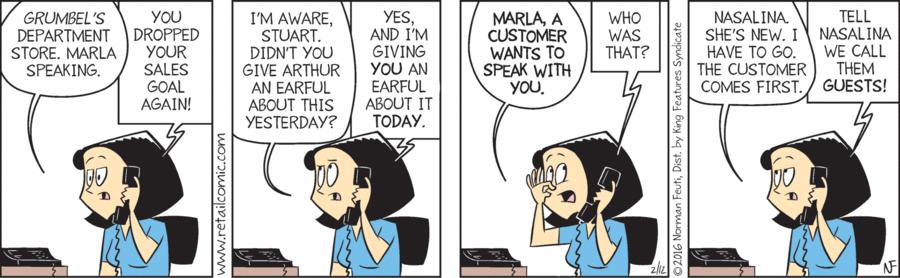 GRUMBEL'S
DEPARTMENT
STORE. MARLA
SPEAKING.
YOU
DROPPED
YOUR
SALES
GOAL
AGAIN!
I'M AWARE,
STUART.
DIDN'T YOU
GIVE ARTHUR
AN EARFUL
ABOUT THIS
YESTERDAY?
YES,
AND I'M
GIVING
YOU AN
EARFUL
ABOUT IT
TODAY.
www.retailcomic.com
MARLA, A
CUSTOMER
WANTS TO
SPEAK WITH
YOU.
WHO
WAS
THAT?
2/12
©2016 Norman Feuti, Dist. by King Features Syndicate
NASALINA.
SHE'S NEW. I
HAVE TO GO.
THE CUSTOMER
COMES FIRST.
TELL
NASALINA
WE CALL
THEM
GUESTS!
NF